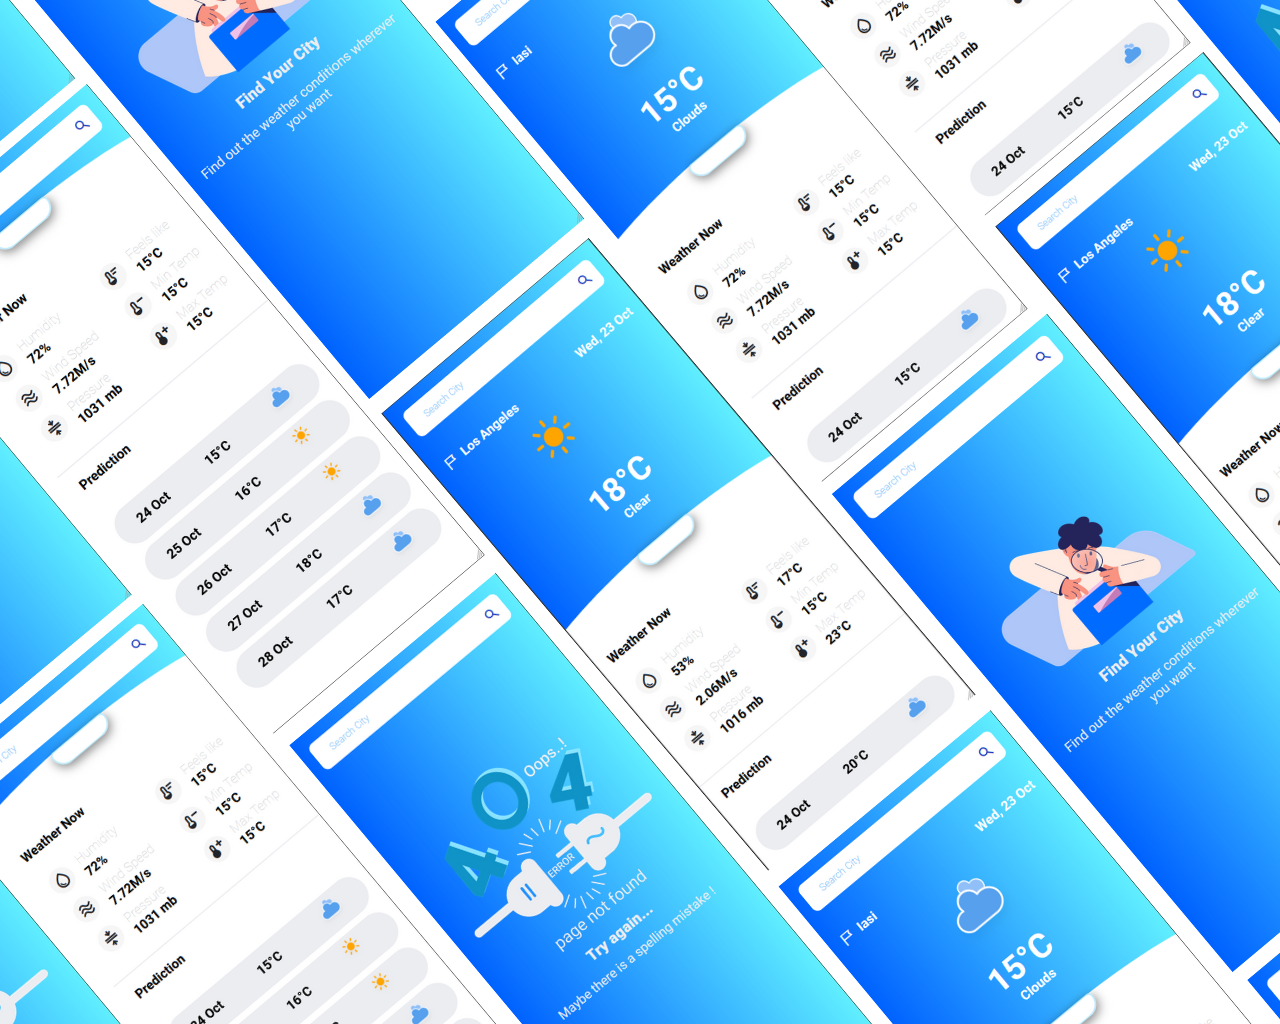 Find Your City
Find out the weather conditions wherever
you want
Now
Humidity
72%
Wind Speed
7.72M/s
Pressure
1031 mb
Feels like
15°C
Min Temp
15°C
Max Temp
15°C
Prediction
24 Oct
15°C
25 Oct
16°C
26 Oct
17°C
27 Oct
18°C
28 Oct
17°C
City
Weather Now
Humidity
72%
Wind Speed
7.72M/s
Pressure
1031 mb
Feels like
15°C
Min Temp
15°C
Max Temp
15°C
Prediction
24 Oct
15°C
16°C
Search City
Iasi
15°C
Clouds
Weather Now
Humidity
72%
Wind Speed
7.72M/s
Pressure
1031 mb
Feels like
15°C
Min Temp
15°C
Max Temp
15°C
Prediction
24 Oct
15°C
Search City
Wed, 23 Oct
Los Angeles
18°C
Clear
Weather Now
Humidity
53%
Wind Speed
2.06M/s
Pressure
1016 mb
Feels like
17°C
Min Temp
15°C
Max Temp
23°C
Prediction
24 Oct
20°C
Search City
Oops..!
404
ERROR
page not found
Try again...
Maybe there is a spelling mistake !
72%
7.72M/s
Pressure
1031 mb
Prediction
24 Oct
15°C
Search City
Wed, 23 Oct
Los Angeles
18°C
Clear
Weather Now
Search City
Find Your City
Find out the weather conditions wherever
you want
Search City
Wed, 23 Oct
Iasi
15°C
Clouds